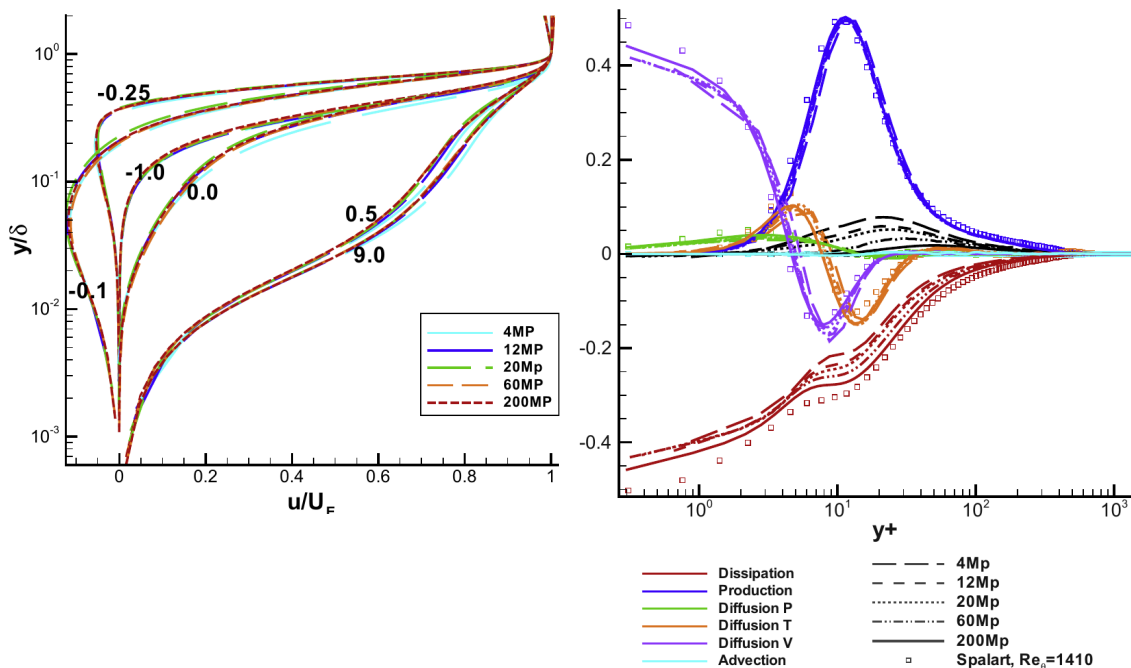 10⁰
10⁻¹
10⁻²
10⁻³
y/δ
-0.25
-1.0
0.0
0.5
9.0
-0.1
4MP
12MP
20Mp
60MP
200MP
0
0.2
0.4
0.6
0.8
1
0.4
0.2
0
-0.2
-0.4
10⁰
10¹
10²
10³
y+
Dissipation
Production
Diffusion P
Diffusion T
Diffusion V
Advection
4Mp
12Mp
20Mp
60Mp
200Mp